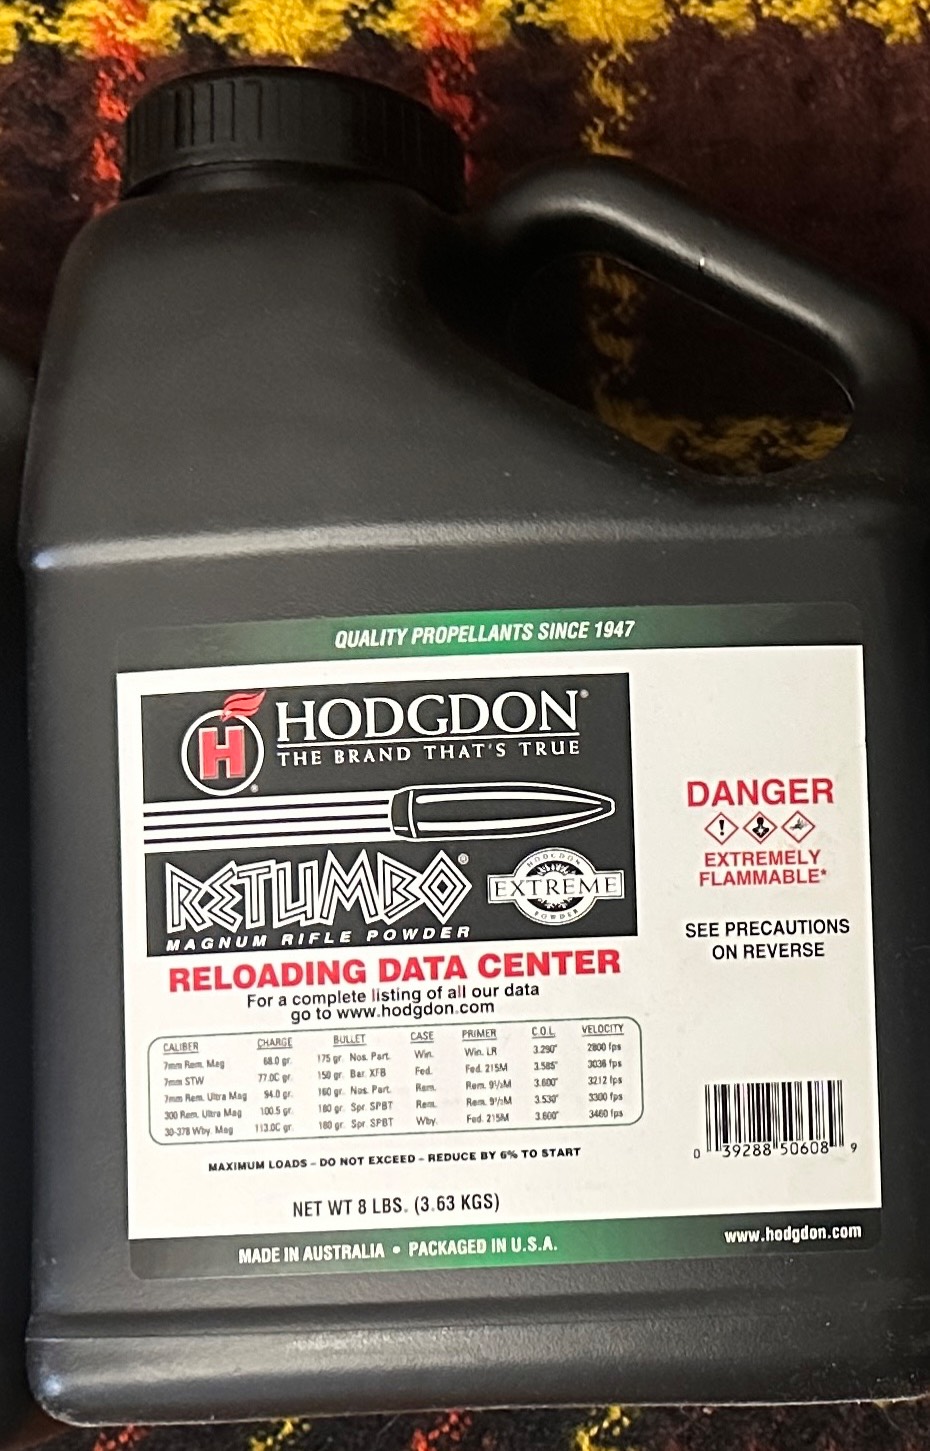 QUALITY PROPELLANTS SINCE 1947
H HODGDON®
THE BRAND THAT'S TRUE
RETUMBO®
HODGDON
EXTREME
POWDER
MAGNUM RIFLE POWDER
RELOADING DATA CENTER
For a complete listing of all our data
go to www.hodgdon.com
CALIBER CHARGE BULLET CASE PRIMER C.O.L. VELOCITY
7mm Rem. Mag 68.0 gr. 175 gr. Nos. Part. Win. Win. LR 3.290" 2800 fps
7mm STW 77.0C gr. 150 gr. Bar. XFB Fed. Fed. 215M 3.585" 3036 fps
7mm Rem. Ultra Mag 94.0 gr. 160 gr. Nos. Part. Rem. Rem. 9½M 3.600" 3212 fps
300 Rem. Ultra Mag 100.5 gr. 180 gr. Spr SPBT Rem. Rem. 9½M 3.530" 3300 fps
30-378 Wby. Mag 113.0C gr. 180 gr. Spr SPBT Wby. Fed. 215M 3.600" 3460 fps
MAXIMUM LOADS – DO NOT EXCEED – REDUCE BY 6% TO START
NET WT 8 LBS. (3.63 KGS)
DANGER
EXTREMELY
FLAMMABLE*
SEE PRECAUTIONS
ON REVERSE
0 39288 50608 9
MADE IN AUSTRALIA • PACKAGED IN U.S.A.
www.hodgdon.com